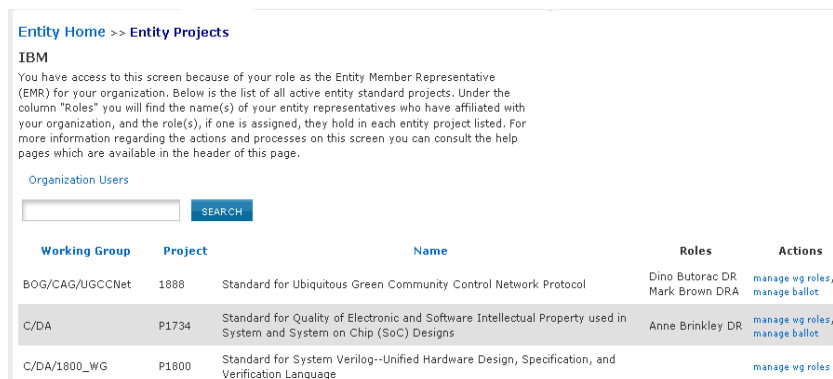 Entity Home >> Entity Projects
IBM
You have access to this screen because of your role as the Entity Member Representative
(EMR) for your organization. Below is the list of all active entity standard projects. Under the
column "Roles" you will find the name(s) of your entity representatives who have affiliated with
your organization, and the role(s), if one is assigned, they hold in each entity project listed. For
more information regarding the actions and processes on this screen you can consult the help
pages which are available in the header of this page.
Organization Users
SEARCH
Working Group Project Name Roles Actions
BOG/CAG/UGCCNet 1888 Standard for Ubiquitous Green Community Control Network Protocol Dino Butorac DR manage wg roles,
Mark Brown DRA manage ballot
C/DA P1734 Standard for Quality of Electronic and Software Intellectual Property used in Anne Brinkley DR manage wg roles,
System and System on Chip (SoC) Designs manage ballot
C/DA/1800_WG P1800 Standard for System Verilog--Unified Hardware Design, Specification, and manage wg roles
Verification Language